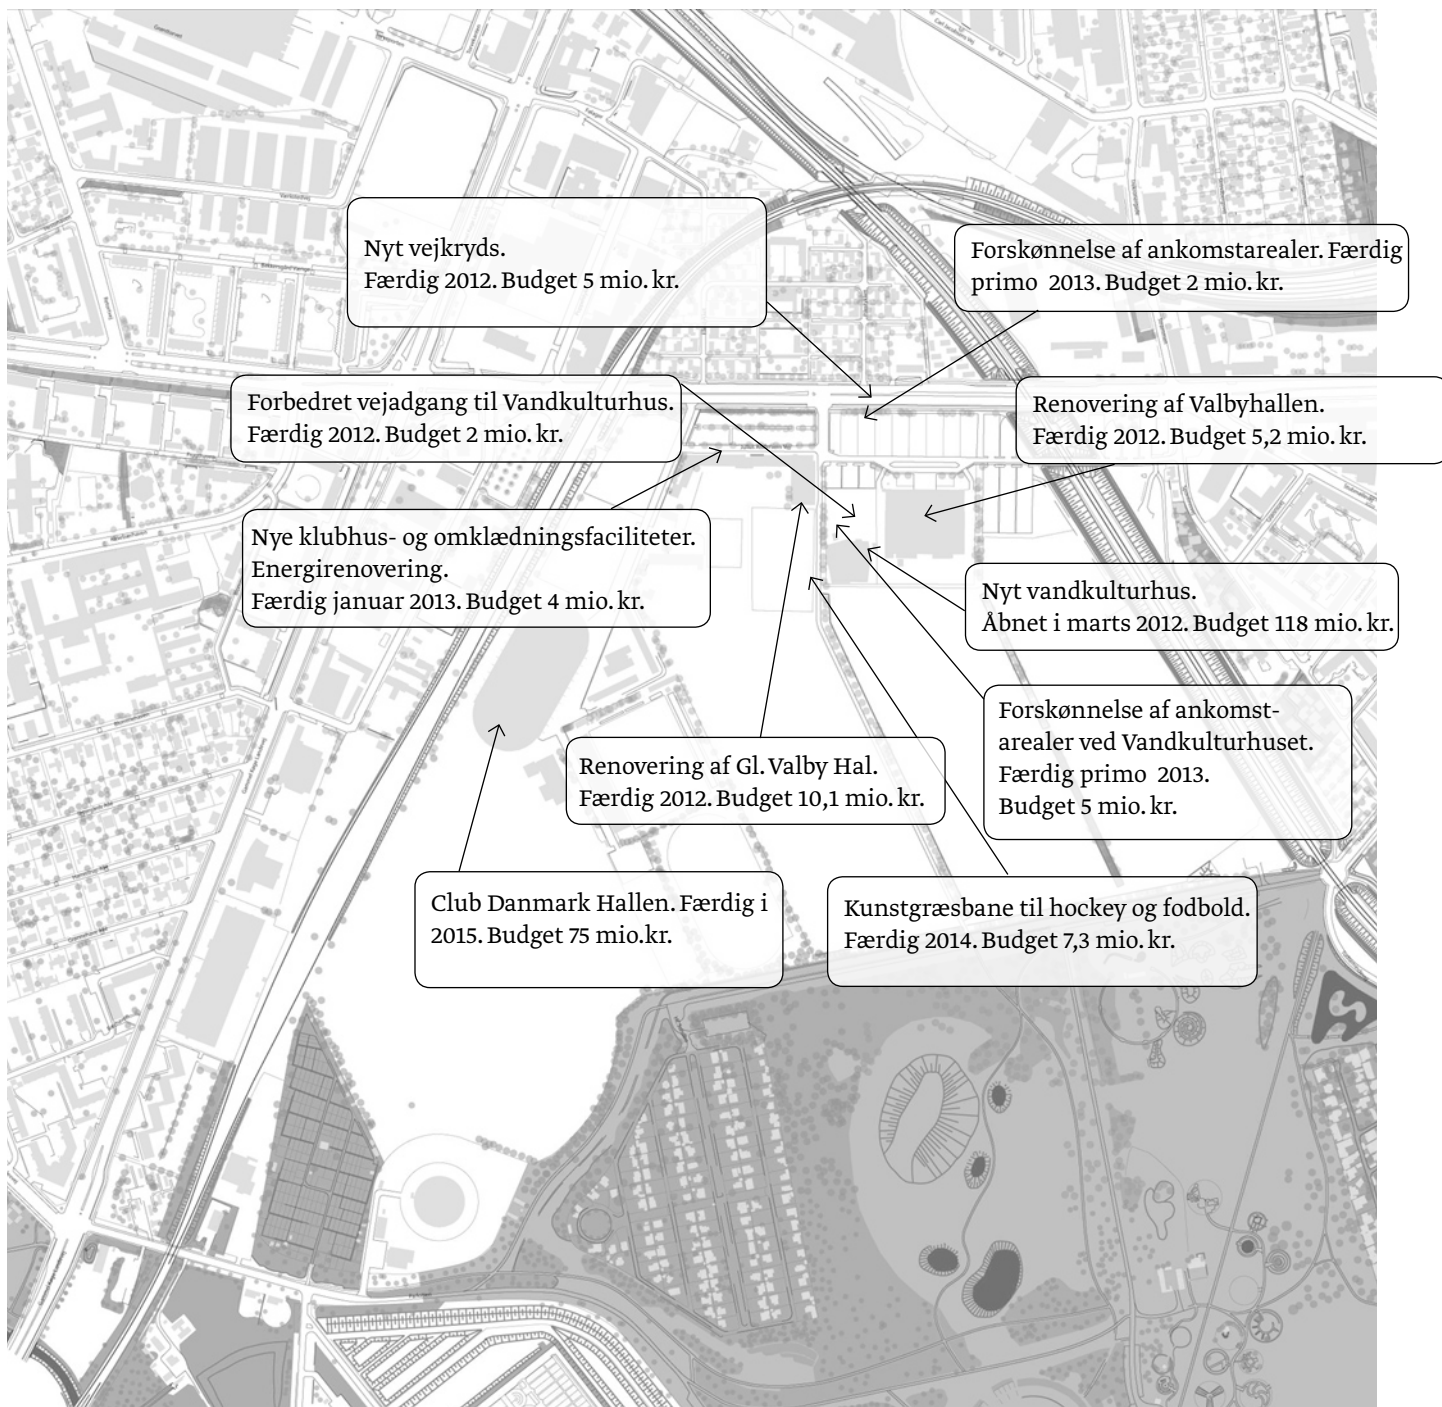 Nyt vejkryds.
Færdig 2012. Budget 5 mio. kr.
Forskønnelse af ankomstarealer. Færdig
primo 2013. Budget 2 mio. kr.
Forbedret vejadgang til Vandkulturhus.
Færdig 2012. Budget 2 mio. kr.
Renovering af Valbyhallen.
Færdig 2012. Budget 5,2 mio. kr.
Nye klubhus- og omklædningsfaciliteter.
Energirenovering.
Færdig januar 2013. Budget 4 mio. kr.
Nyt vandkulturhus.
Åbnet i marts 2012. Budget 118 mio. kr.
Forskønnelse af ankomst-
arealer ved Vandkulturhuset.
Færdig primo 2013.
Budget 5 mio. kr.
Renovering af Gl. Valby Hal.
Færdig 2012. Budget 10,1 mio. kr.
Club Danmark Hallen. Færdig i
2015. Budget 75 mio.kr.
Kunstgræsbane til hockey og fodbold.
Færdig 2014. Budget 7,3 mio. kr.